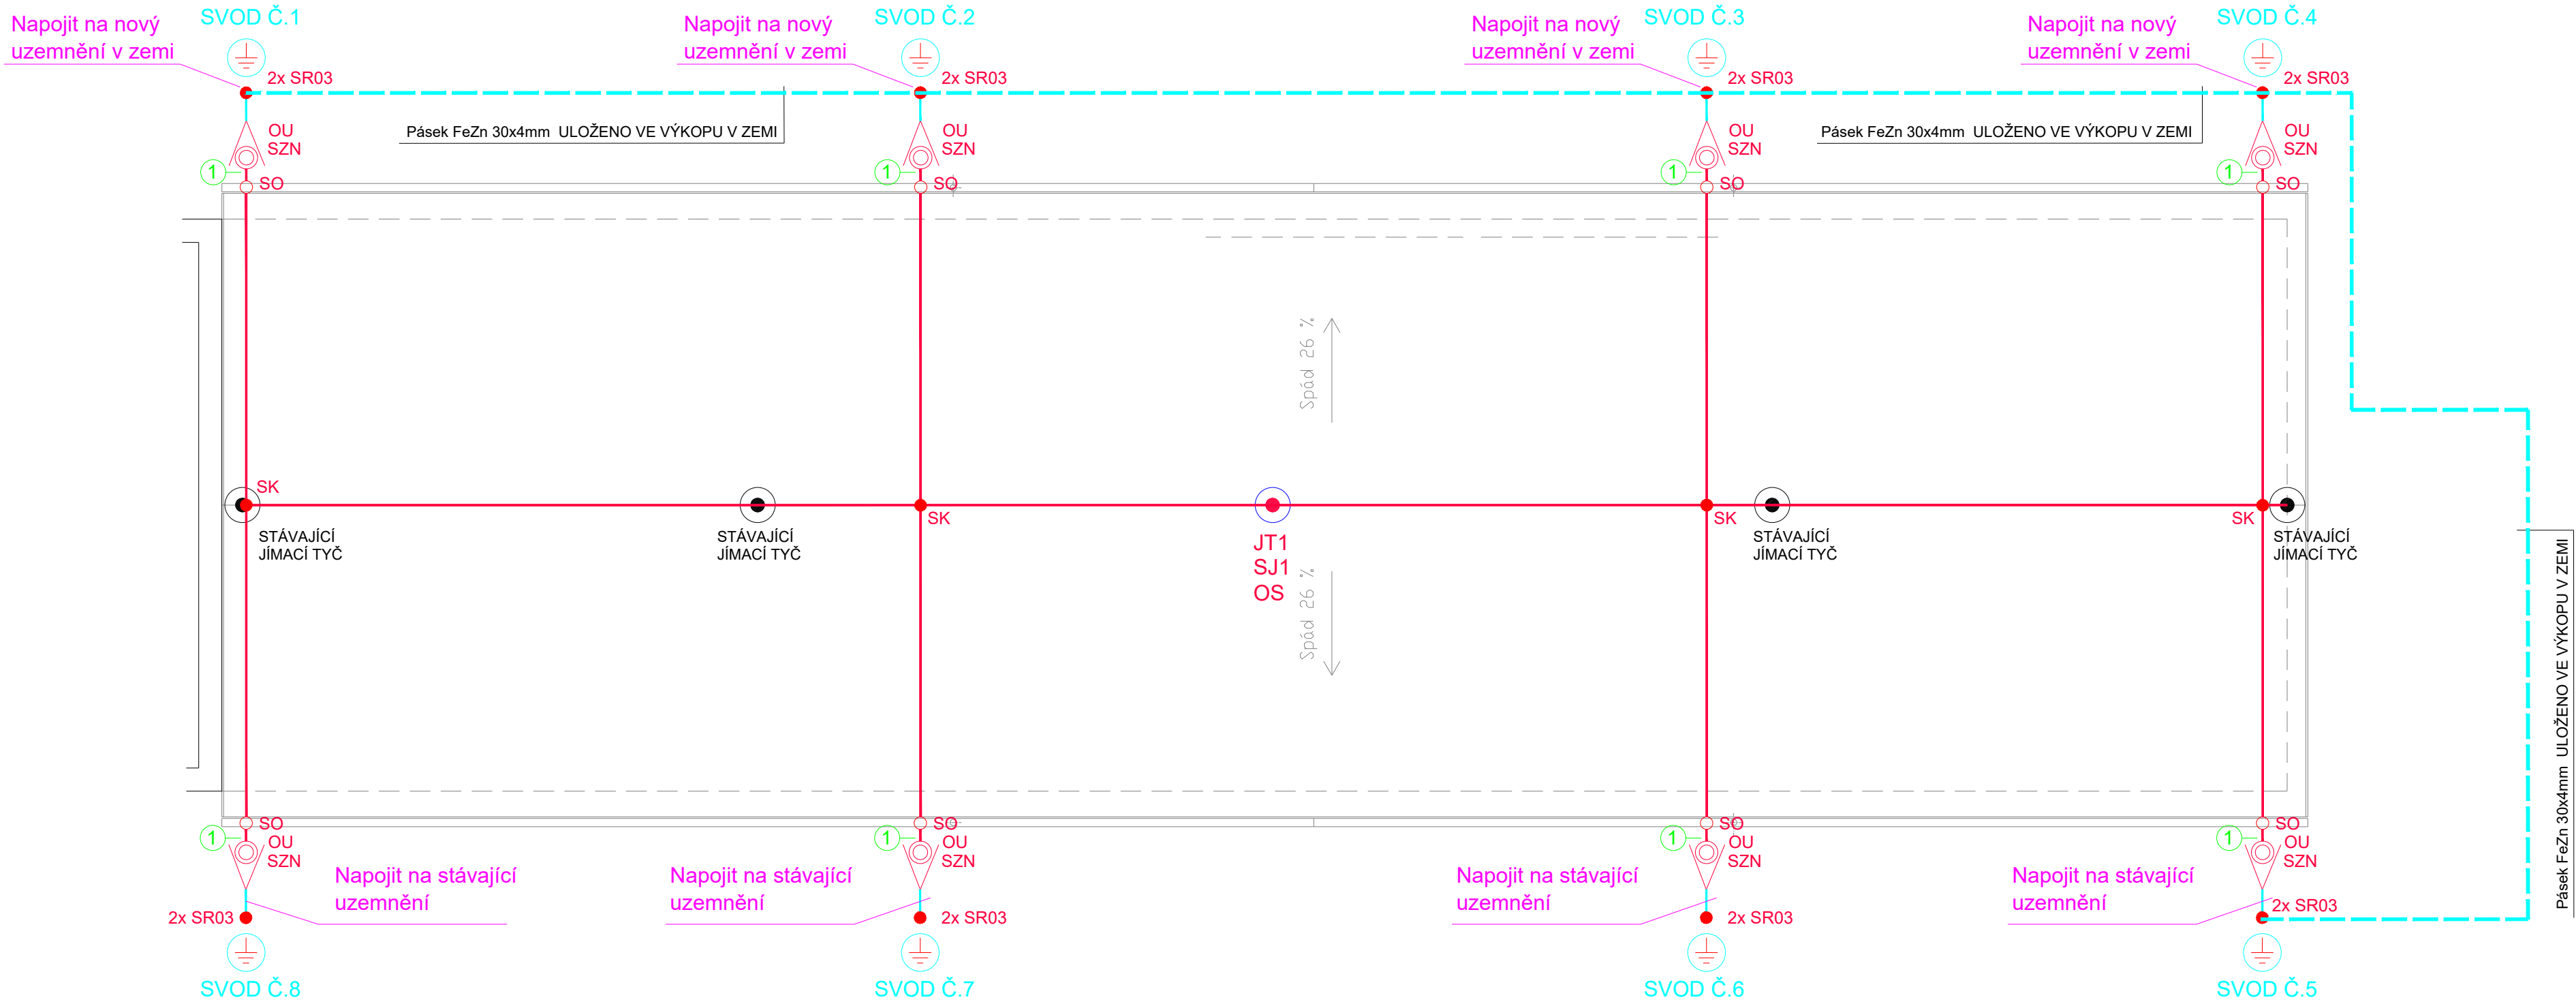 SVOD Č.1
SVOD Č.2
SVOD Č.3
SVOD Č.4
Napojit na nový
uzemnění v zemi
Napojit na nový
uzemnění v zemi
Napojit na nový
uzemnění v zemi
Napojit na nový
uzemnění v zemi
2x SR03
2x SR03
2x SR03
2x SR03
Pásek FeZn 30x4mm ULOŽENO VE VÝKOPU V ZEMI
Pásek FeZn 30x4mm ULOŽENO VE VÝKOPU V ZEMI
OU
SZN
OU
SZN
OU
SZN
OU
SZN
1
1
1
1
SO
SO
SO
SO
Spád 26 %
SK
SK
SK
SK
STÁVAJÍCÍ
JÍMACÍ TYČ
STÁVAJÍCÍ
JÍMACÍ TYČ
JT1
SJ1
OS
STÁVAJÍCÍ
JÍMACÍ TYČ
STÁVAJÍCÍ
JÍMACÍ TYČ
Spád 26 %
Pásek FeZn 30x4mm ULOŽENO VE VÝKOPU V ZEMI
SO
SO
SO
SO
1
1
1
1
OU
SZN
OU
SZN
OU
SZN
OU
SZN
Napojit na stávající
uzemnění
Napojit na stávající
uzemnění
Napojit na stávající
uzemnění
Napojit na stávající
uzemnění
2x SR03
2x SR03
2x SR03
2x SR03
SVOD Č.8
SVOD Č.7
SVOD Č.6
SVOD Č.5